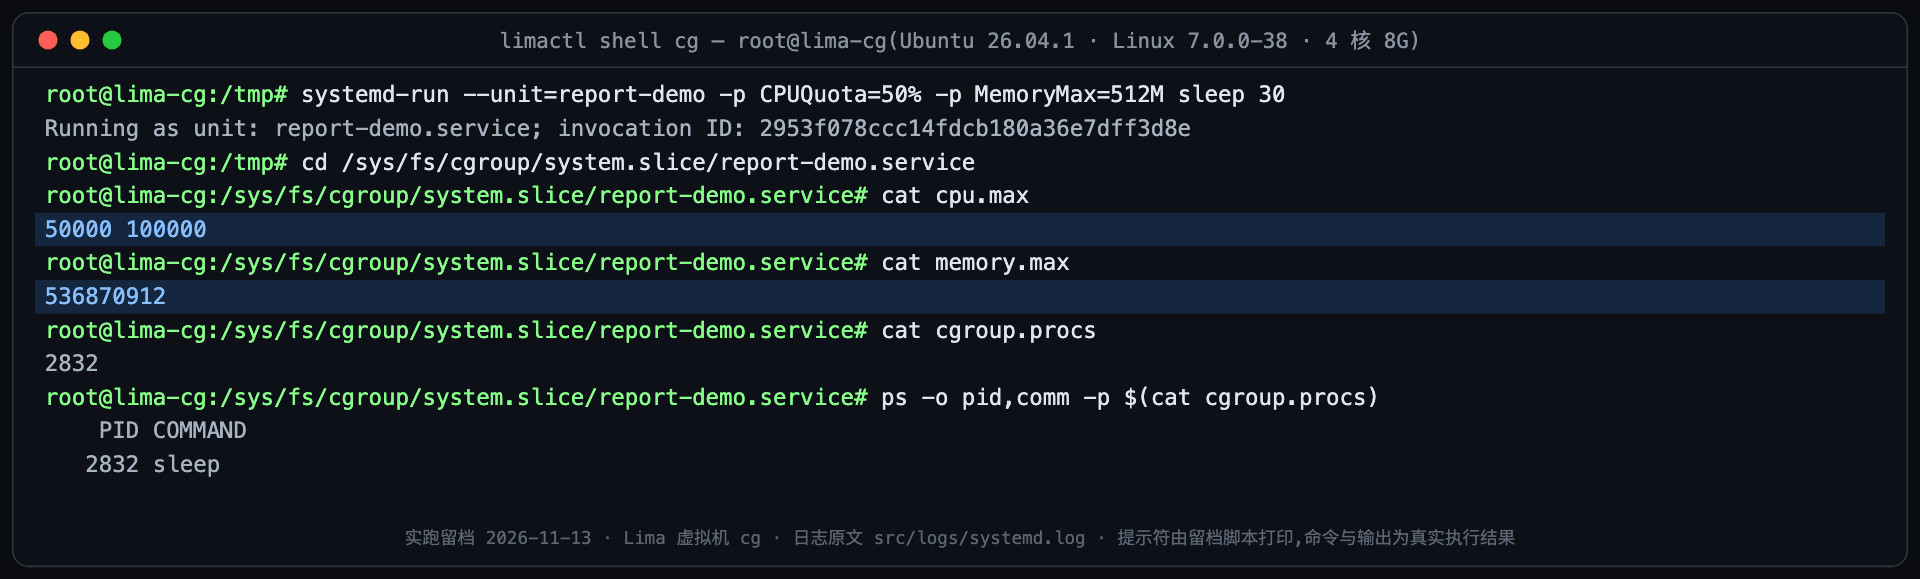 limactl shell cg — root@lima-cg(Ubuntu 26.04.1 · Linux 7.0.0-38 · 4 核 8G)
root@lima-cg:/tmp# systemd-run --unit=report-demo -p CPUQuota=50% -p MemoryMax=512M sleep 30
Running as unit: report-demo.service; invocation ID: 2953f078ccc14fdcb180a36e7dff3d8e
root@lima-cg:/tmp# cd /sys/fs/cgroup/system.slice/report-demo.service
root@lima-cg:/sys/fs/cgroup/system.slice/report-demo.service# cat cpu.max
50000 100000
root@lima-cg:/sys/fs/cgroup/system.slice/report-demo.service# cat memory.max
536870912
root@lima-cg:/sys/fs/cgroup/system.slice/report-demo.service# cat cgroup.procs
2832
root@lima-cg:/sys/fs/cgroup/system.slice/report-demo.service# ps -o pid,comm -p $(cat cgroup.procs)
PID COMMAND
2832 sleep
实跑留档 2026-11-13 · Lima 虚拟机 cg · 日志原文 src/logs/systemd.log · 提示符由留档脚本打印,命令与输出为真实执行结果